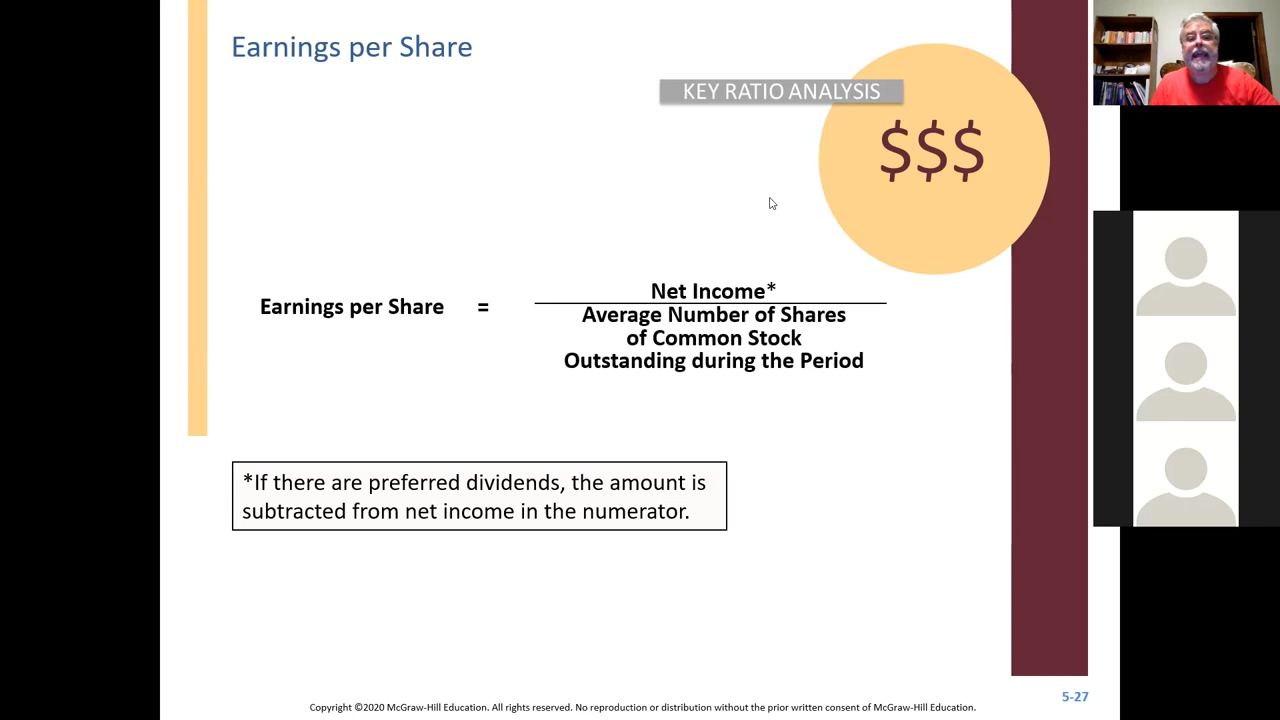 Earnings per Share
KEY RATIO ANALYSIS
$$$
Earnings per Share = Net Income*
Average Number of Shares
of Common Stock
Outstanding during the Period
*If there are preferred dividends, the amount is
subtracted from net income in the numerator.
5-27
Copyright ©2020 McGraw-Hill Education. All rights reserved. No reproduction or distribution without the prior written consent of McGraw-Hill Education.